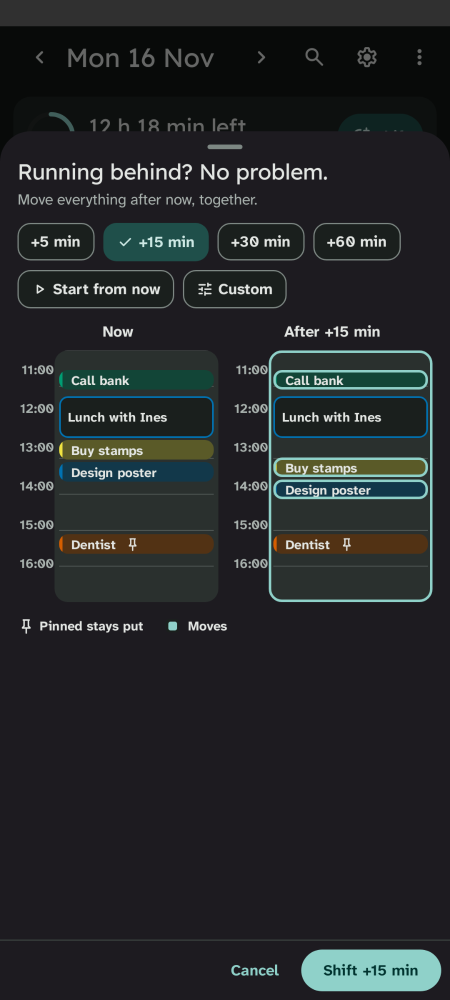 Mon 16 Nov
12 h 18 min left
Running behind? No problem.
Move everything after now, together.
+5 min
+15 min
+30 min
+60 min
Start from now
Custom
Now
After +15 min
11:00
Call bank
12:00
Lunch with Ines
13:00
Buy stamps
Design poster
14:00
15:00
Dentist
16:00
11:00
Call bank
12:00
Lunch with Ines
13:00
Buy stamps
14:00
Design poster
15:00
Dentist
16:00
Pinned stays put
Moves
Cancel
Shift +15 min